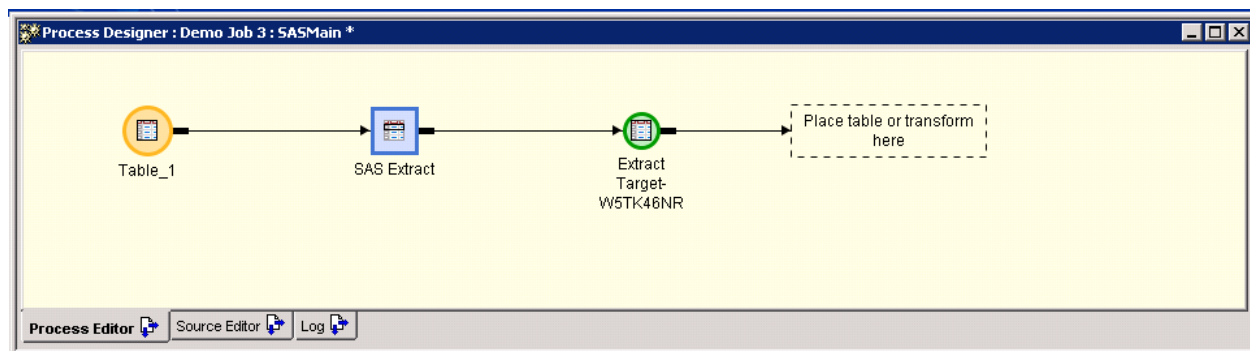 Process Designer : Demo Job 3 : SASMain *
Table_1
SAS Extract
Extract
Target-
W5TK46NR
Place table or transform
here
Process Editor
Source Editor
Log